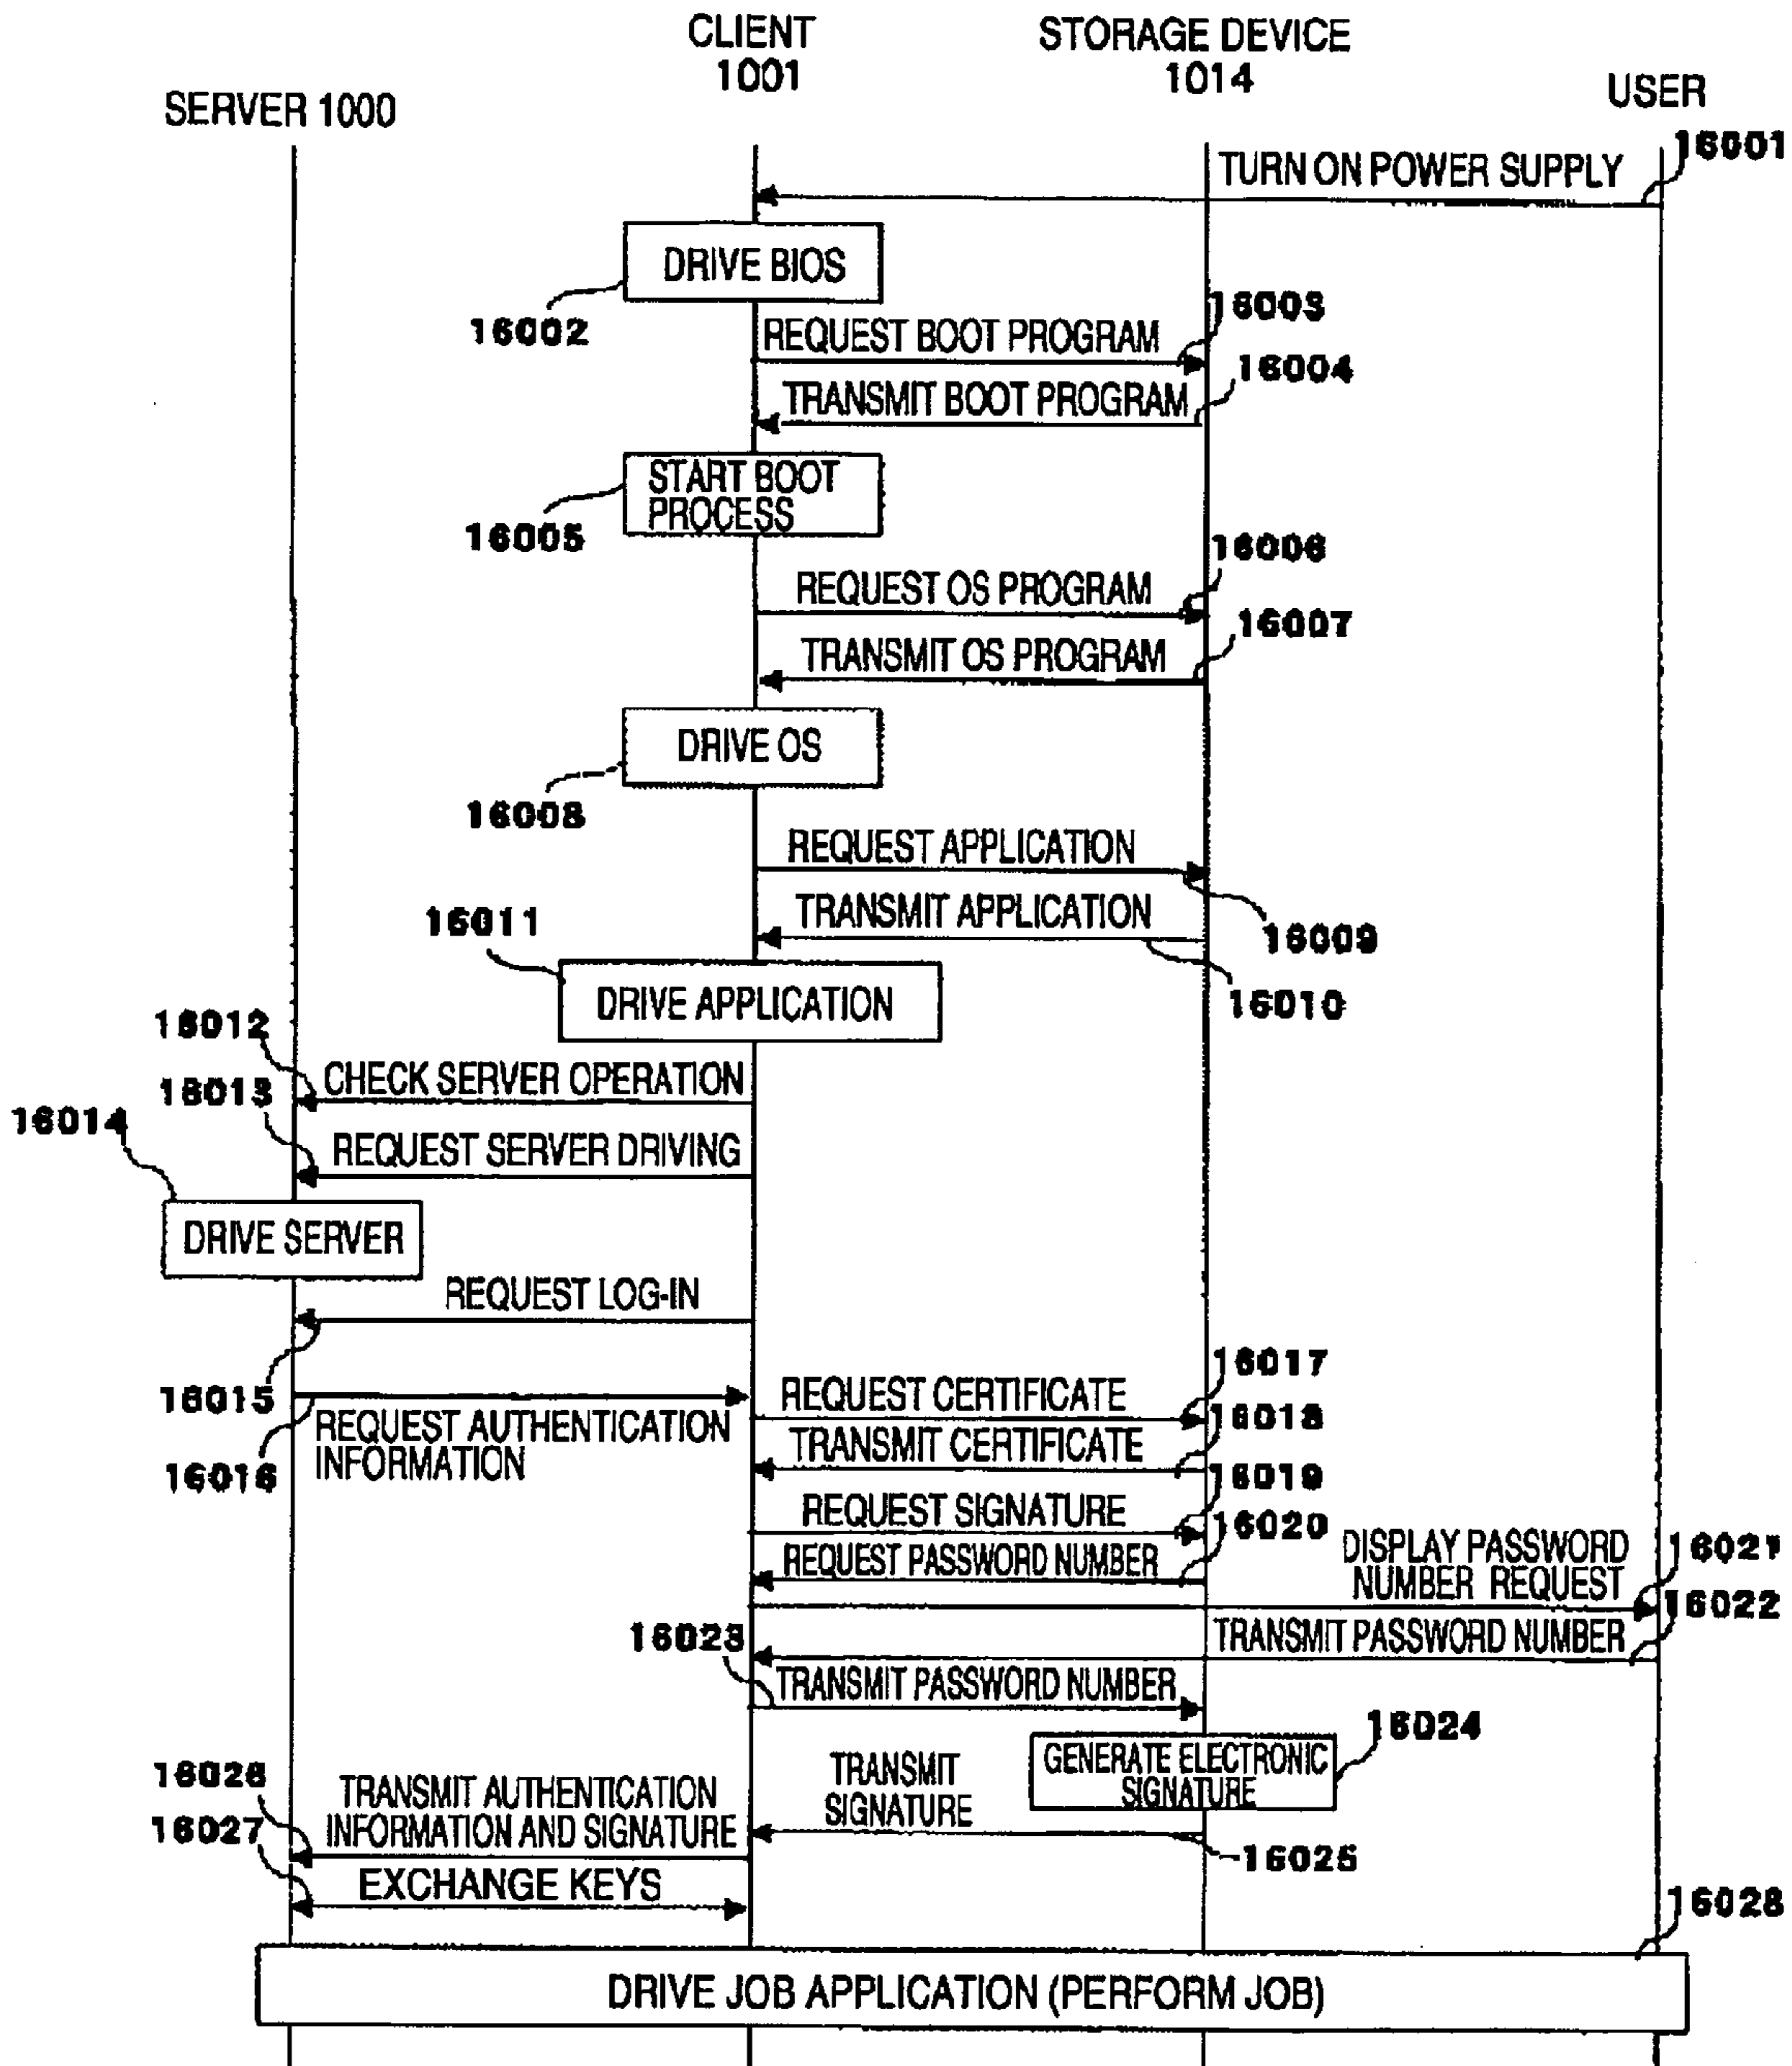 CLIENT
1001
STORAGE DEVICE
1014
SERVER 1000
USER
16001
TURN ON POWER SUPPLY
DRIVE BIOS
16002
16003
REQUEST BOOT PROGRAM
16004
TRANSMIT BOOT PROGRAM
START BOOT
PROCESS
16005
16006
REQUEST OS PROGRAM
16007
TRANSMIT OS PROGRAM
DRIVE OS
16008
REQUEST APPLICATION
16009
TRANSMIT APPLICATION
16010
16011
DRIVE APPLICATION
16012
CHECK SERVER OPERATION
16013
REQUEST SERVER DRIVING
16014
DRIVE SERVER
REQUEST LOG-IN
16015
16016
REQUEST AUTHENTICATION
INFORMATION
16017
REQUEST CERTIFICATE
16018
TRANSMIT CERTIFICATE
16019
REQUEST SIGNATURE
16020
REQUEST PASSWORD NUMBER
DISPLAY PASSWORD
NUMBER REQUEST
16021
16022
TRANSMIT PASSWORD NUMBER
16023
TRANSMIT PASSWORD NUMBER
16024
GENERATE ELECTRONIC
SIGNATURE
TRANSMIT
SIGNATURE
16025
16026
TRANSMIT AUTHENTICATION
INFORMATION AND SIGNATURE
16027
EXCHANGE KEYS
16028
DRIVE JOB APPLICATION (PERFORM JOB)